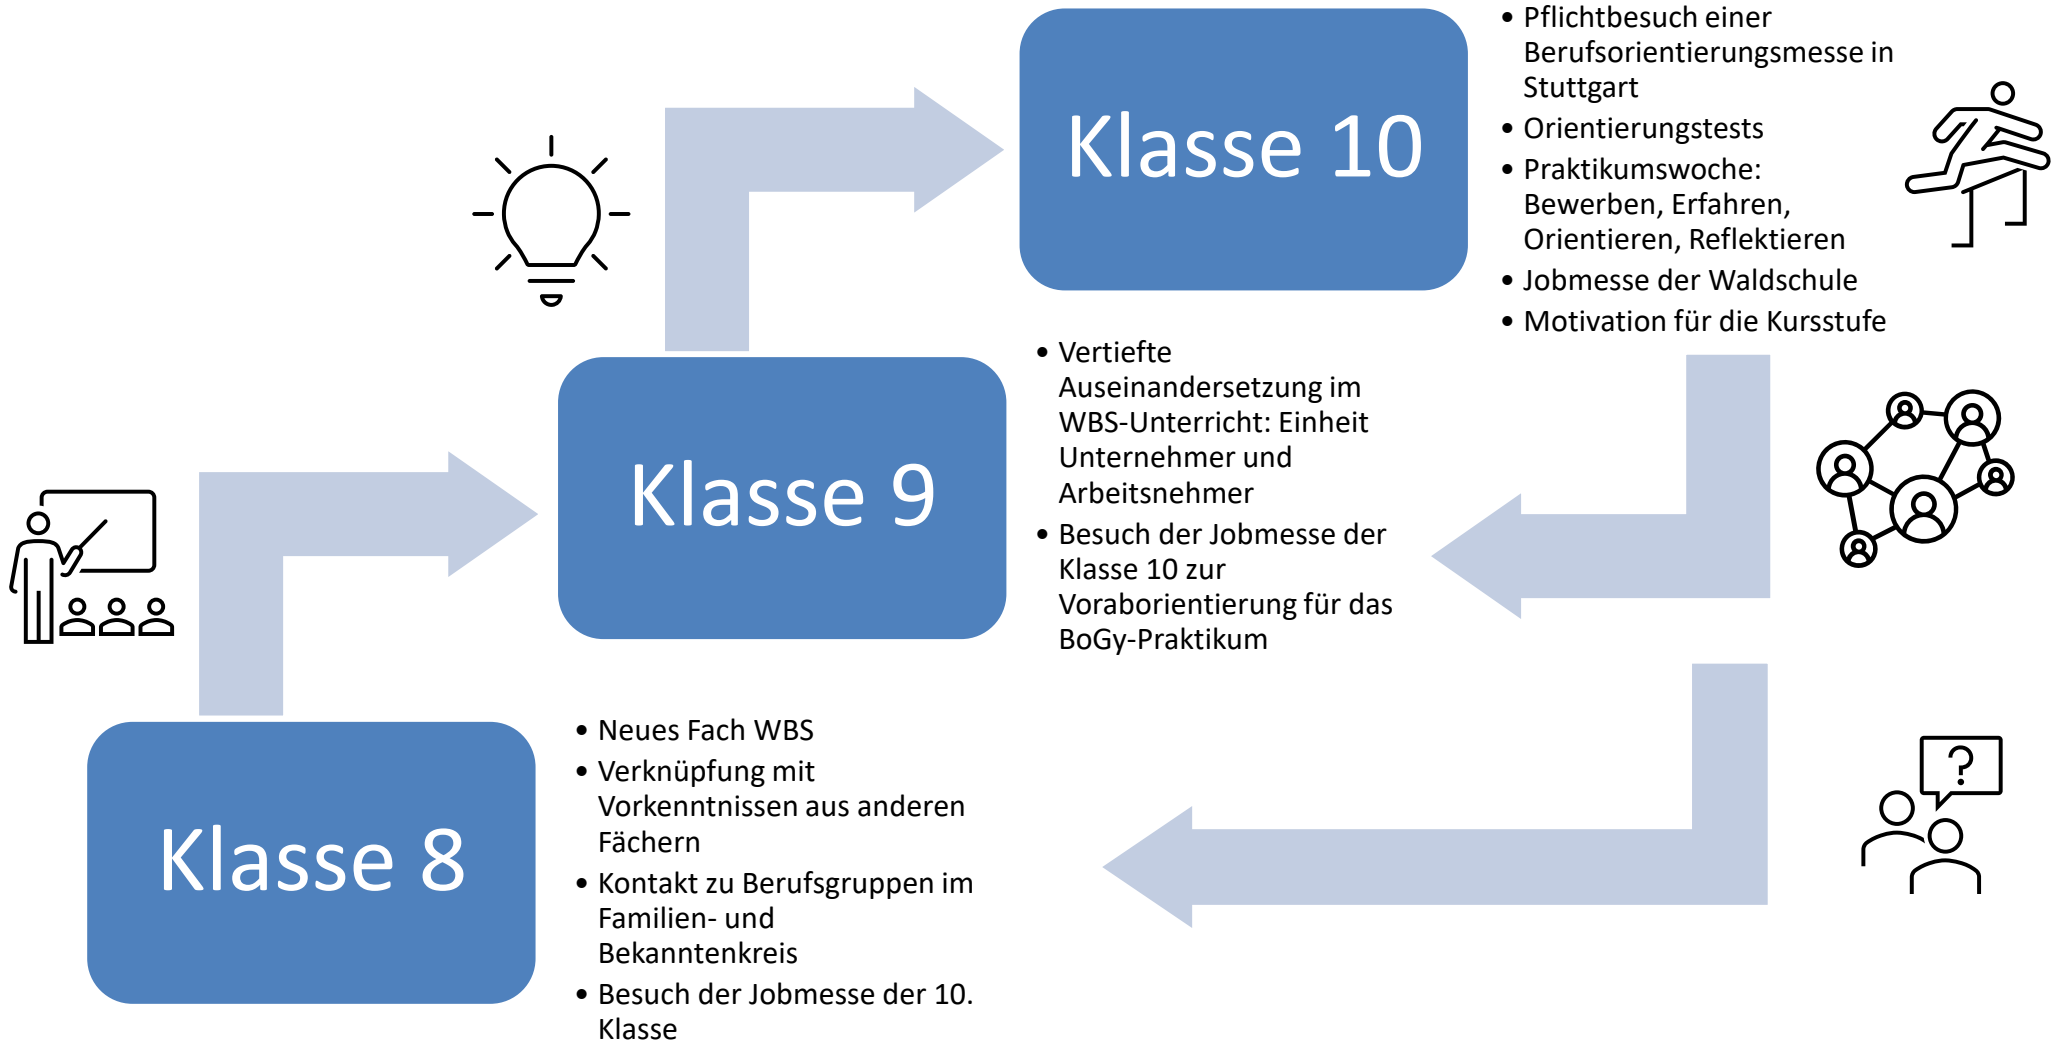 Klasse 10
• Pflichtbesuch einer
Berufsorientierungsmesse in
Stuttgart
• Orientierungstests
• Praktikumswoche:
Bewerben, Erfahren,
Orientieren, Reflektieren
• Jobmesse der Waldschule
• Motivation für die Kursstufe
Klasse 9
• Vertiefte
Auseinandersetzung im
WBS-Unterricht: Einheit
Unternehmer und
Arbeitsnehmer
• Besuch der Jobmesse der
Klasse 10 zur
Voraborientierung für das
BoGy-Praktikum
Klasse 8
• Neues Fach WBS
• Verknüpfung mit
Vorkenntnissen aus anderen
Fächern
• Kontakt zu Berufsgruppen im
Familien- und
Bekanntenkreis
• Besuch der Jobmesse der 10.
Klasse
?